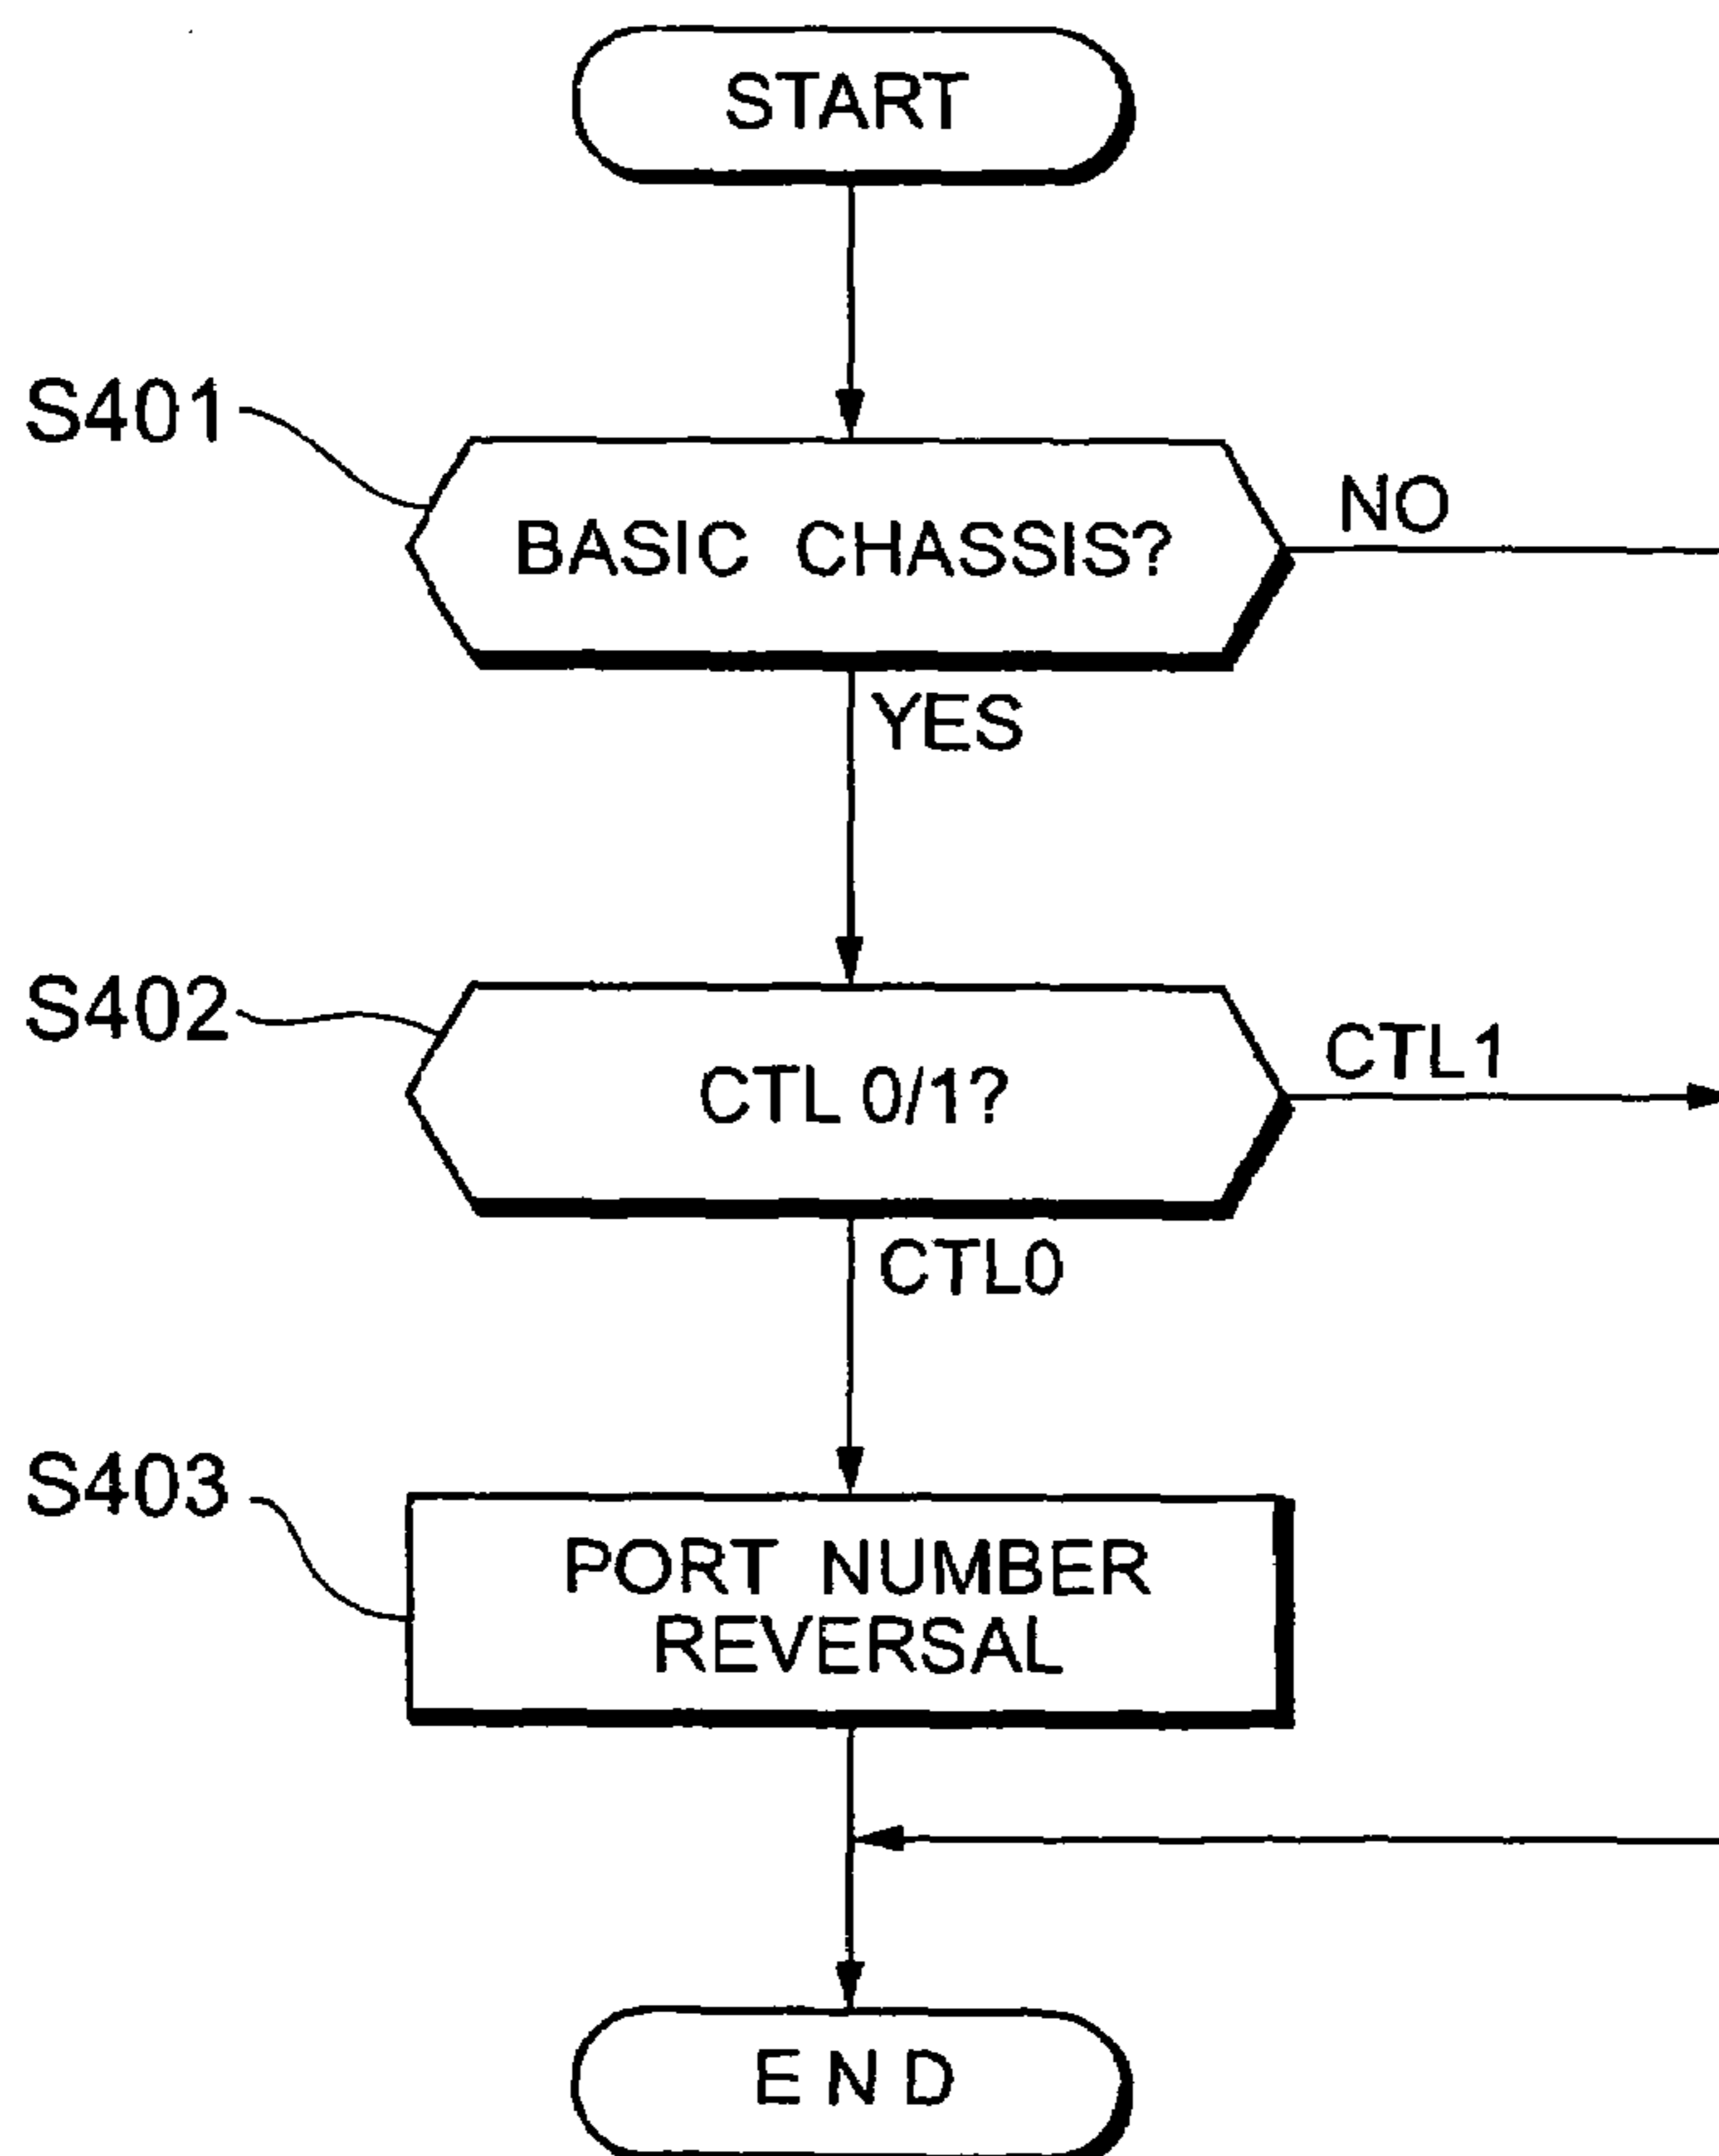 START
S401
BASIC CHASSIS?
NO
YES
S402
CTL 0/1?
CTL1
CTL0
S403
PORT NUMBER
REVERSAL
END